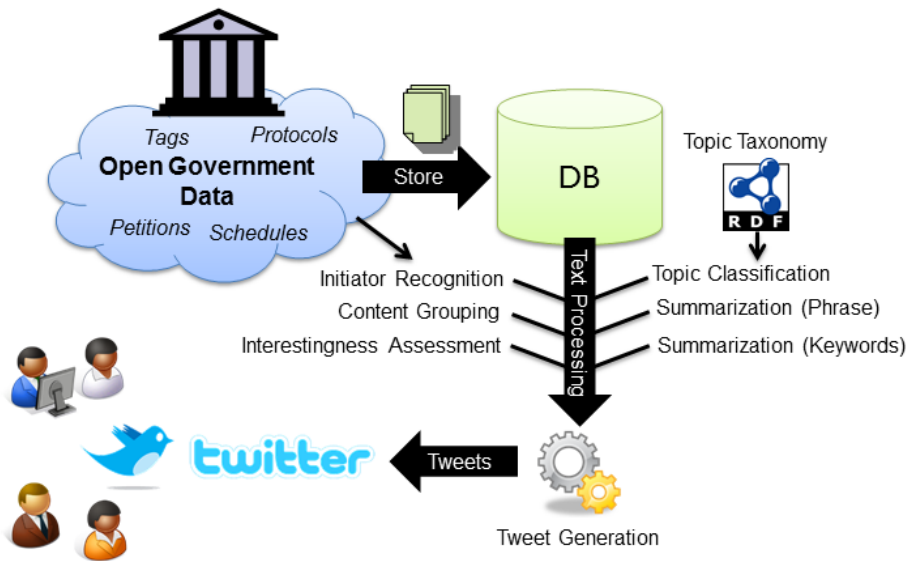 Tags
Protocols
Open Government
Data
Petitions
Schedules
Store
DB
Topic Taxonomy
R D F
Initiator Recognition
Content Grouping
Interestingness Assessment
Text Processing
Topic Classification
Summarization (Phrase)
Summarization (Keywords)
twitter
Tweets
Tweet Generation